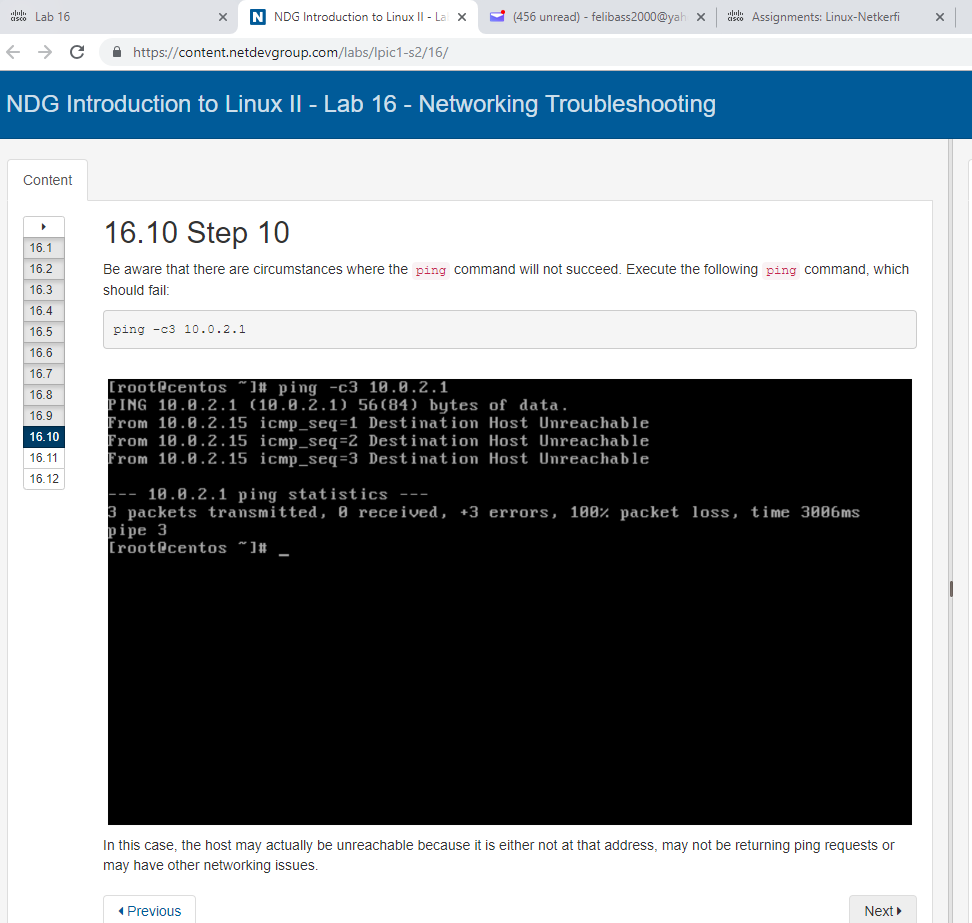 Lab 16
NDG Introduction to Linux II - La
(456 unread) - felibass2000@yah
Assignments: Linux-Netkerfi
https://content.netdevgroup.com/labs/lpic1-s2/16/
NDG Introduction to Linux II - Lab 16 - Networking Troubleshooting
Content
16.1
16.2
16.3
16.4
16.5
16.6
16.7
16.8
16.9
16.10
16.11
16.12
16.10 Step 10
Be aware that there are circumstances where the ping command will not succeed. Execute the following ping command, which
should fail:
ping -c3 10.0.2.1
[root@centos ~]# ping -c3 10.0.2.1
PING 10.0.2.1 (10.0.2.1) 56(84) bytes of data.
From 10.0.2.15 icmp_seq=1 Destination Host Unreachable
From 10.0.2.15 icmp_seq=2 Destination Host Unreachable
From 10.0.2.15 icmp_seq=3 Destination Host Unreachable
--- 10.0.2.1 ping statistics ---
3 packets transmitted, 0 received, +3 errors, 100% packet loss, time 3006ms
pipe 3
[root@centos ~]# _
In this case, the host may actually be unreachable because it is either not at that address, may not be returning ping requests or
may have other networking issues.
Previous
Next